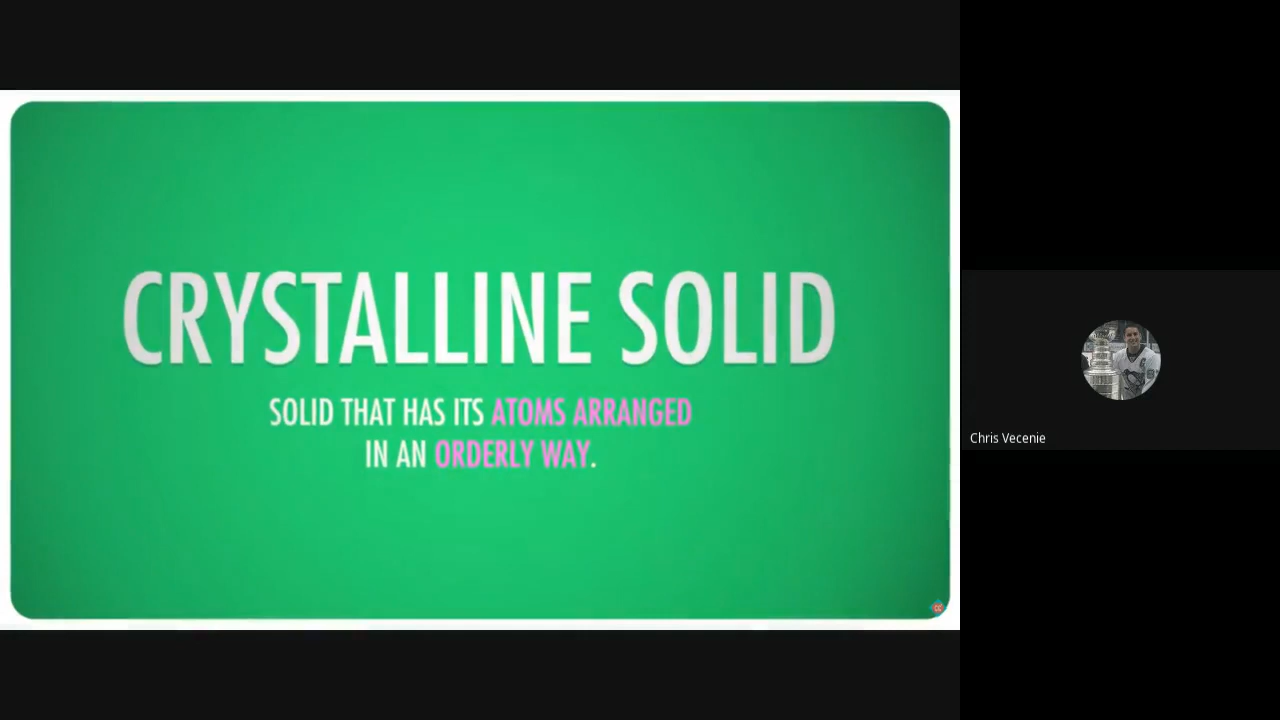 CRYSTALLINE SOLID
SOLID THAT HAS ITS ATOMS ARRANGED
IN AN ORDERLY WAY.
Chris Vecenie